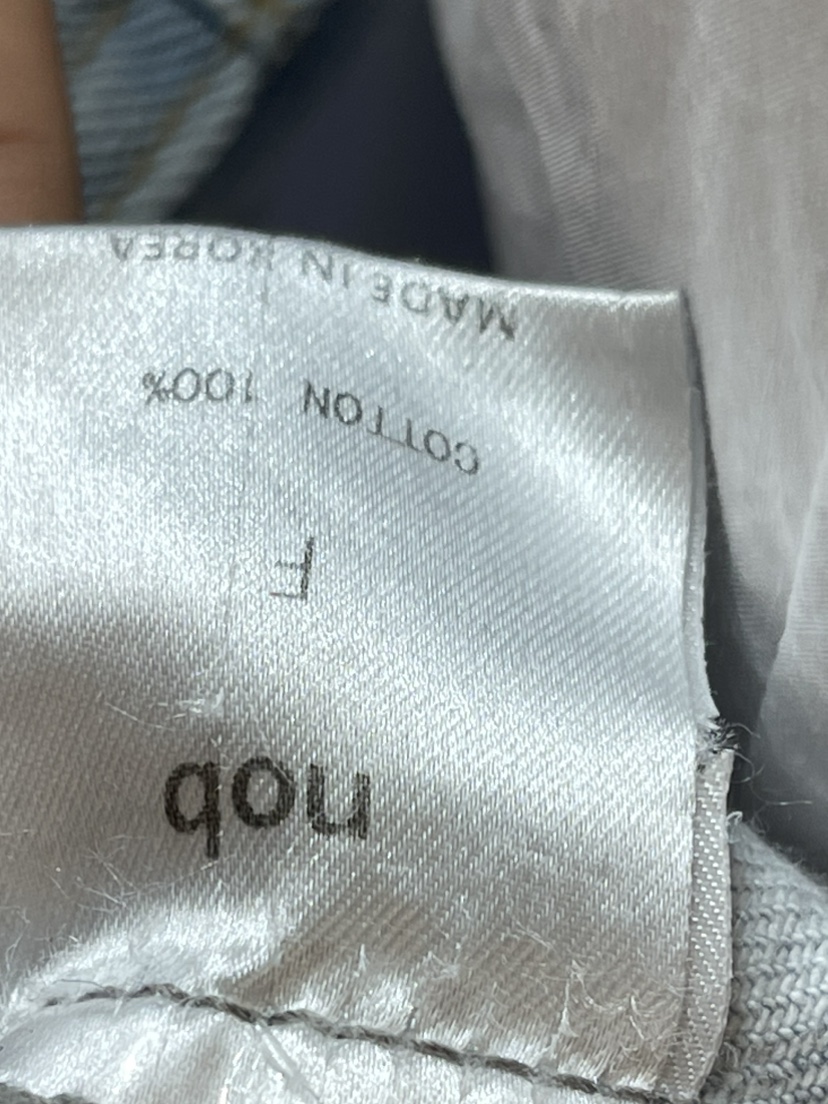 nob
F
COTTON 100%
MADE IN KOREA